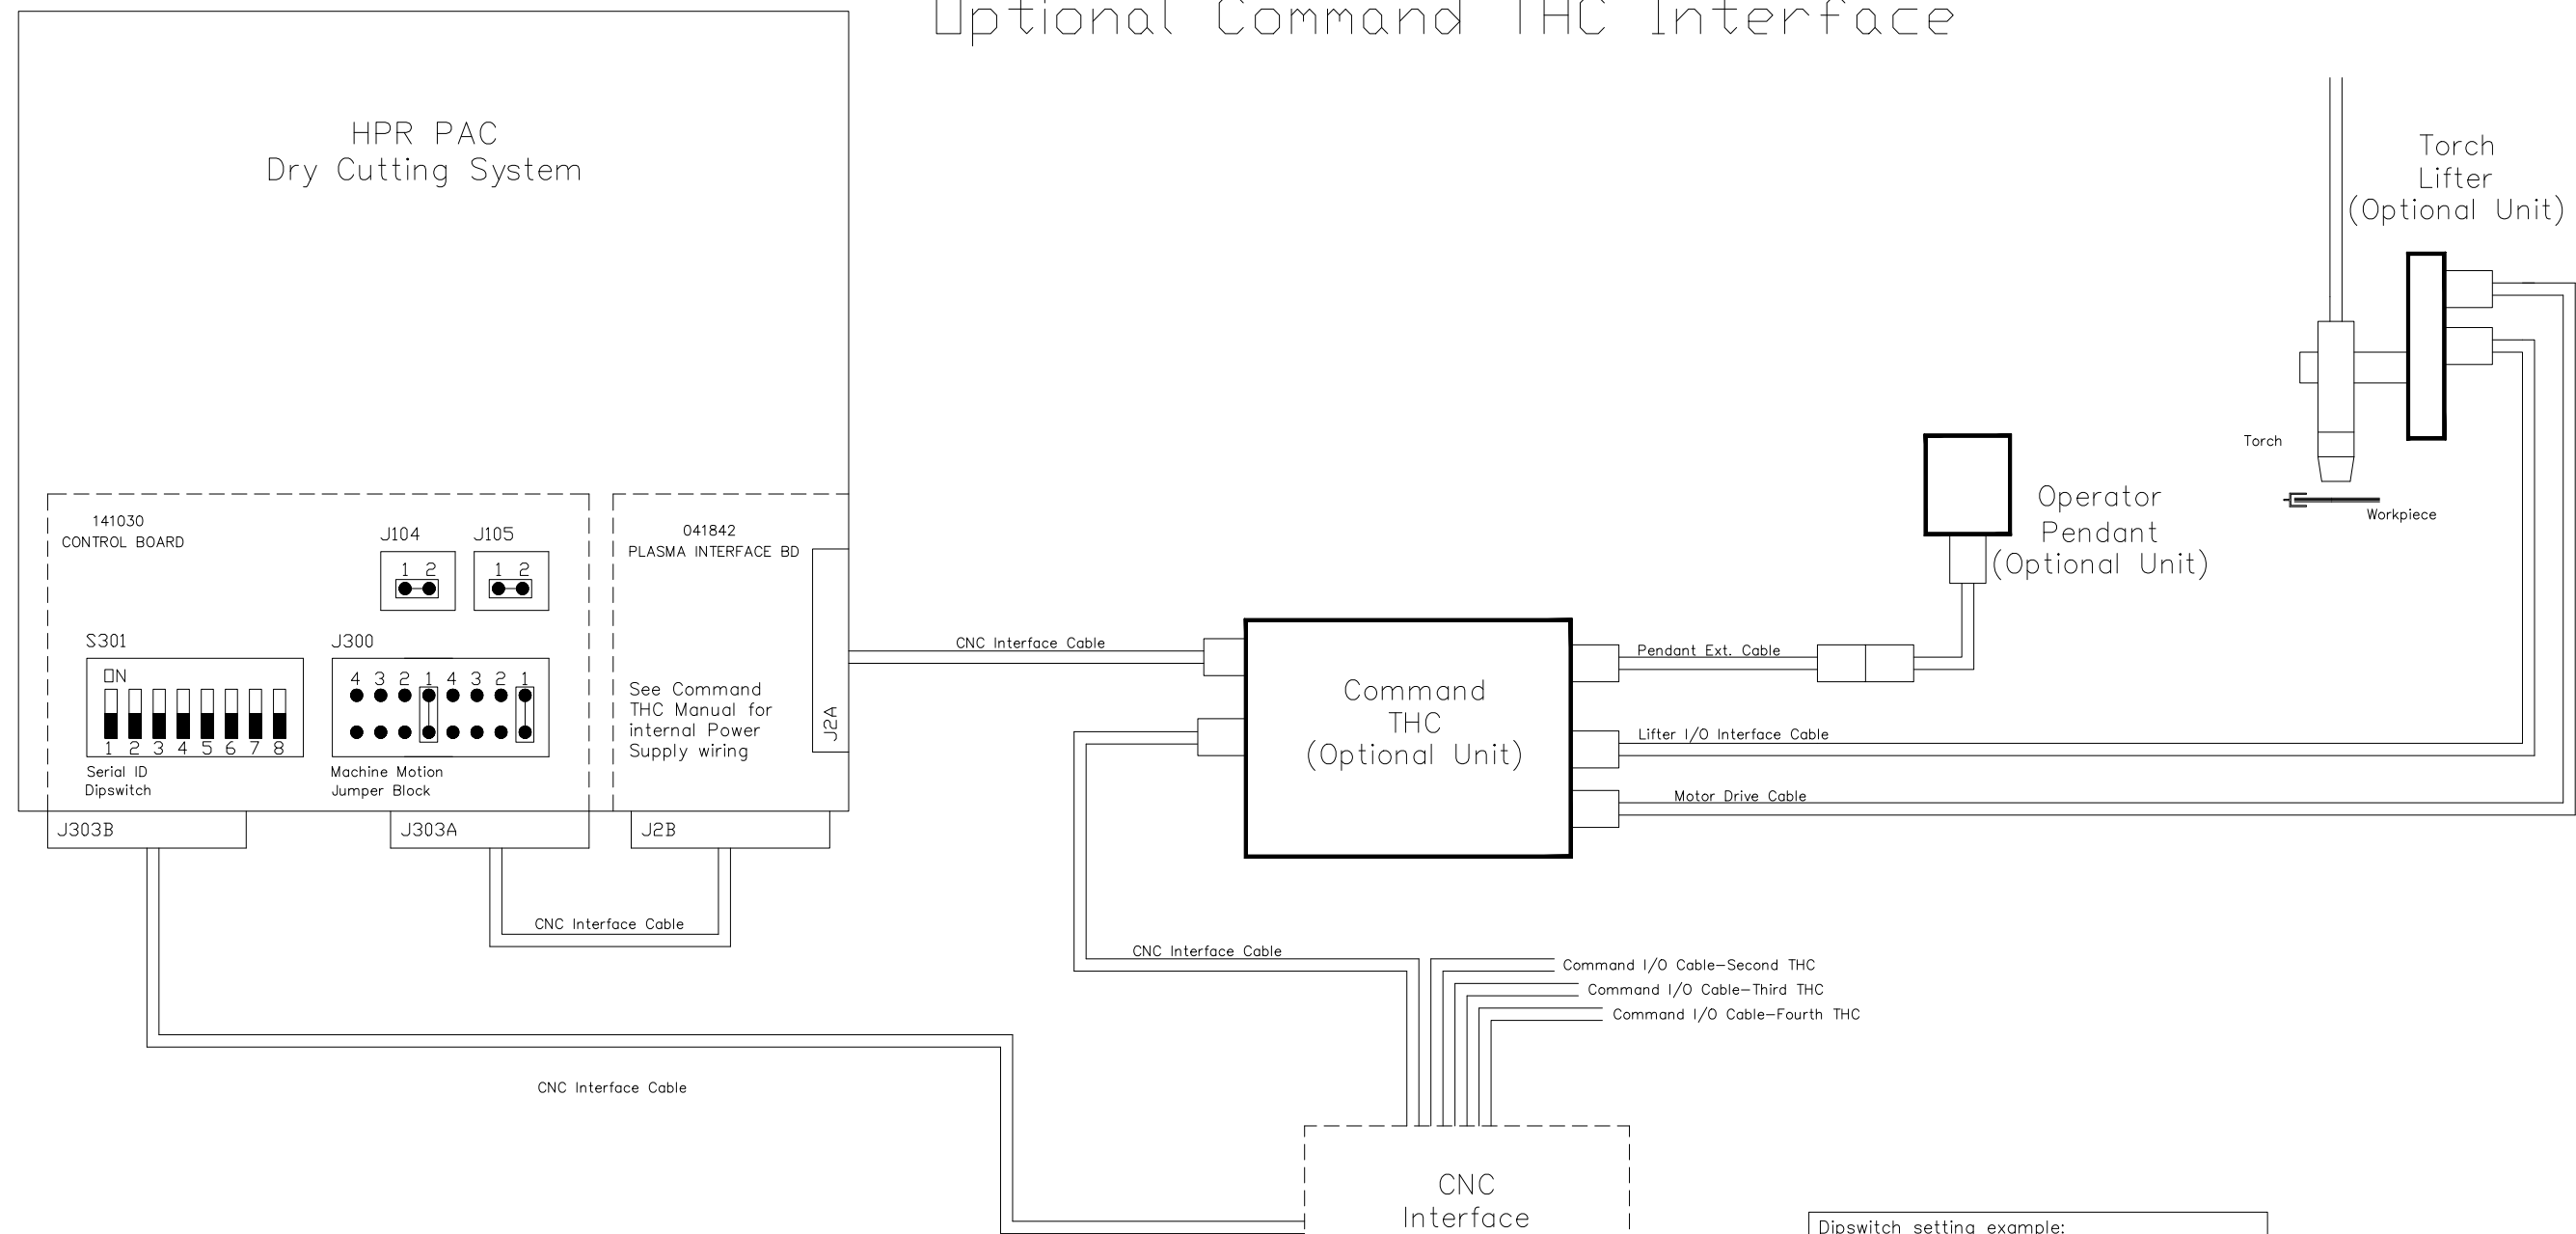 Optional Command THC Interface
HPR PAC
Dry Cutting System
Torch
Lifter
(Optional Unit)
Torch
Workpiece
Operator
Pendant
(Optional Unit)
141030
CONTROL BOARD
J104
1 2
J105
1 2
041842
PLASMA INTERFACE BD
S301
ON
1 2 3 4 5 6 7 8
Serial ID
Dipswitch
J300
4 3 2 1 4 3 2 1
Machine Motion
Jumper Block
See Command
THC Manual for
internal Power
Supply wiring
J2A
J303B
J303A
J2B
CNC Interface Cable
Command
THC
(Optional Unit)
Pendant Ext. Cable
Lifter I/O Interface Cable
Motor Drive Cable
CNC Interface Cable
CNC Interface Cable
Command I/O Cable-Second THC
Command I/O Cable-Third THC
Command I/O Cable-Fourth THC
CNC Interface Cable
CNC
Interface
Dipswitch setting example: